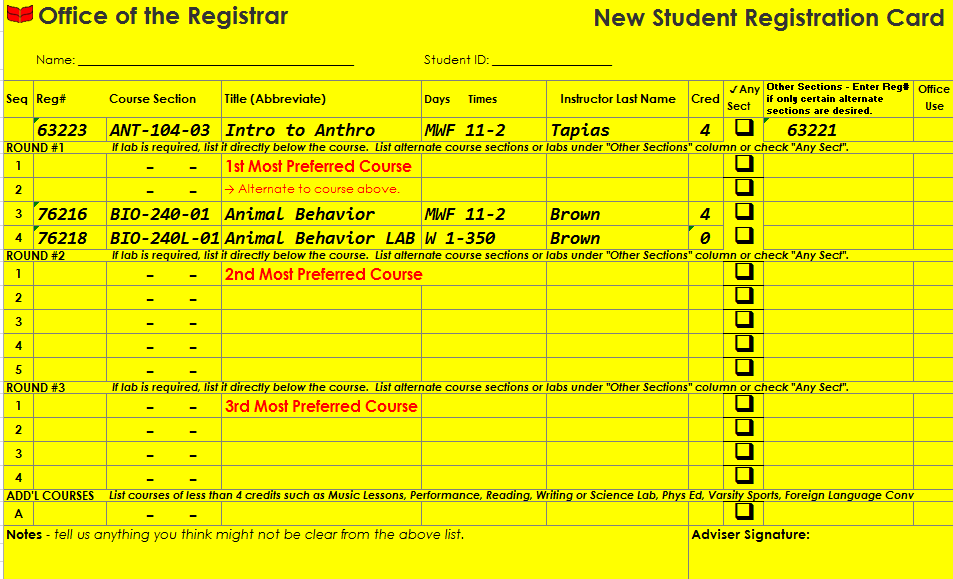 Office of the Registrar New Student Registration Card
Name: ______________________________ Student ID: ______________
Seq Reg# Course Section Title (Abbreviate) Days Times Instructor Last Name Cred ✓Any Sect Other Sections - Enter Reg# if only certain alternate sections are desired. Office Use
63223 ANT-104-03 Intro to Anthro MWF 11-2 Tapias 4 ❑ 63221
ROUND #1 If lab is required, list it directly below the course. List alternate course sections or labs under "Other Sections" column or check "Any Sect".
1 – – 1st Most Preferred Course ❑
2 – – → Alternate to course above. ❑
3 76216 BIO-240-01 Animal Behavior MWF 11-2 Brown 4 ❑
4 76218 BIO-240L-01 Animal Behavior LAB W 1-350 Brown 0 ❑
ROUND #2 If lab is required, list it directly below the course. List alternate course sections or labs under "Other Sections" column or check "Any Sect".
1 – – 2nd Most Preferred Course ❑
2 – – ❑
3 – – ❑
4 – – ❑
5 – – ❑
ROUND #3 If lab is required, list it directly below the course. List alternate course sections or labs under "Other Sections" column or check "Any Sect".
1 – – 3rd Most Preferred Course ❑
2 – – ❑
3 – – ❑
4 – – ❑
ADD'L COURSES List courses of less than 4 credits such as Music Lessons, Performance, Reading, Writing or Science Lab, Phys Ed, Varsity Sports, Foreign Language Conv
A – – ❑
Notes - tell us anything you think might not be clear from the above list. Adviser Signature: